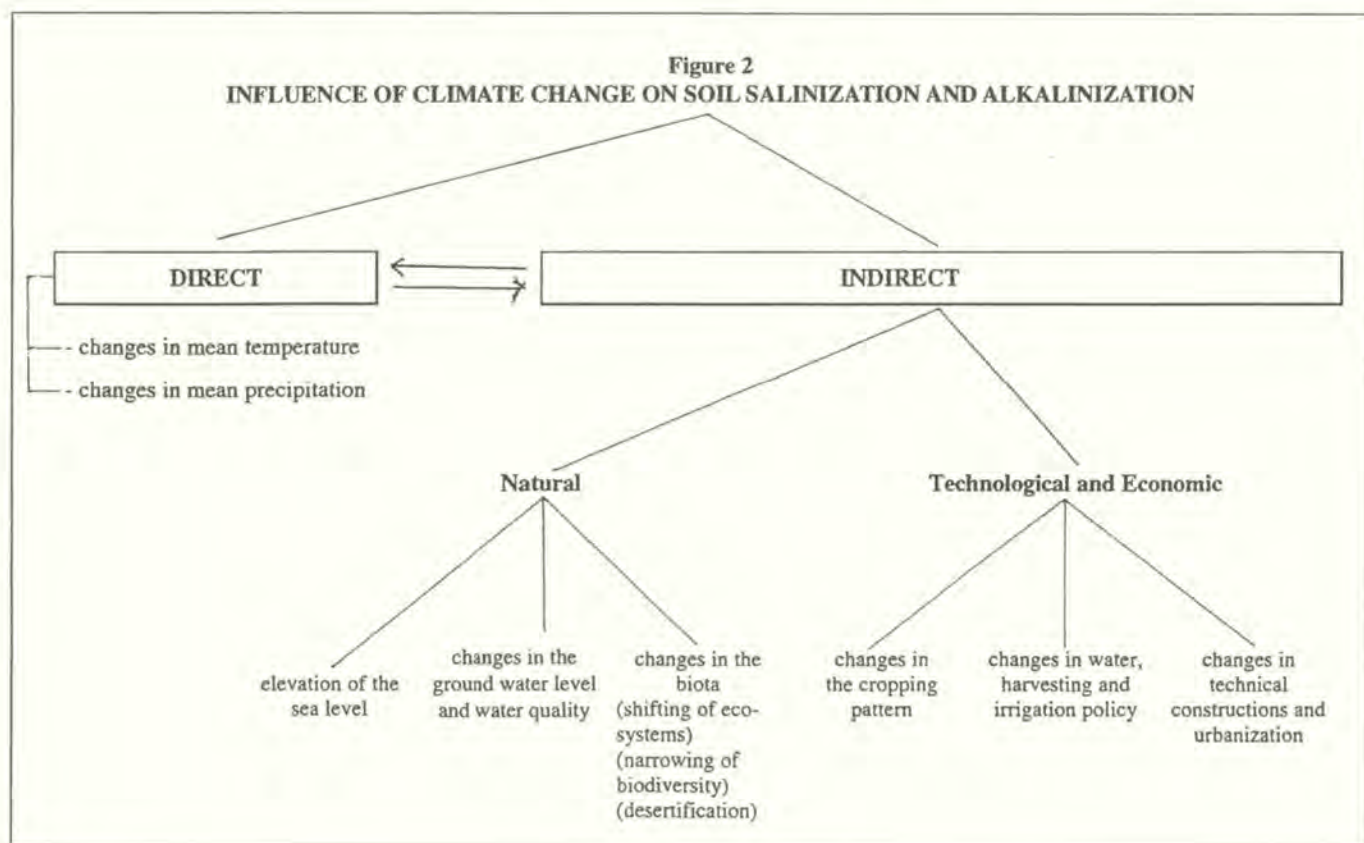 Figure 2
INFLUENCE OF CLIMATE CHANGE ON SOIL SALINIZATION AND ALKALINIZATION
DIRECT
INDIRECT
- changes in mean temperature
- changes in mean precipitation
Natural
Technological and Economic
elevation of the
sea level
changes in the
ground water level
and water quality
changes in the
biota
(shifting of eco-
systems)
(narrowing of
biodiversity)
(desertification)
changes in
the cropping
pattern
changes in water,
harvesting and
irrigation policy
changes in
technical
constructions and
urbanization